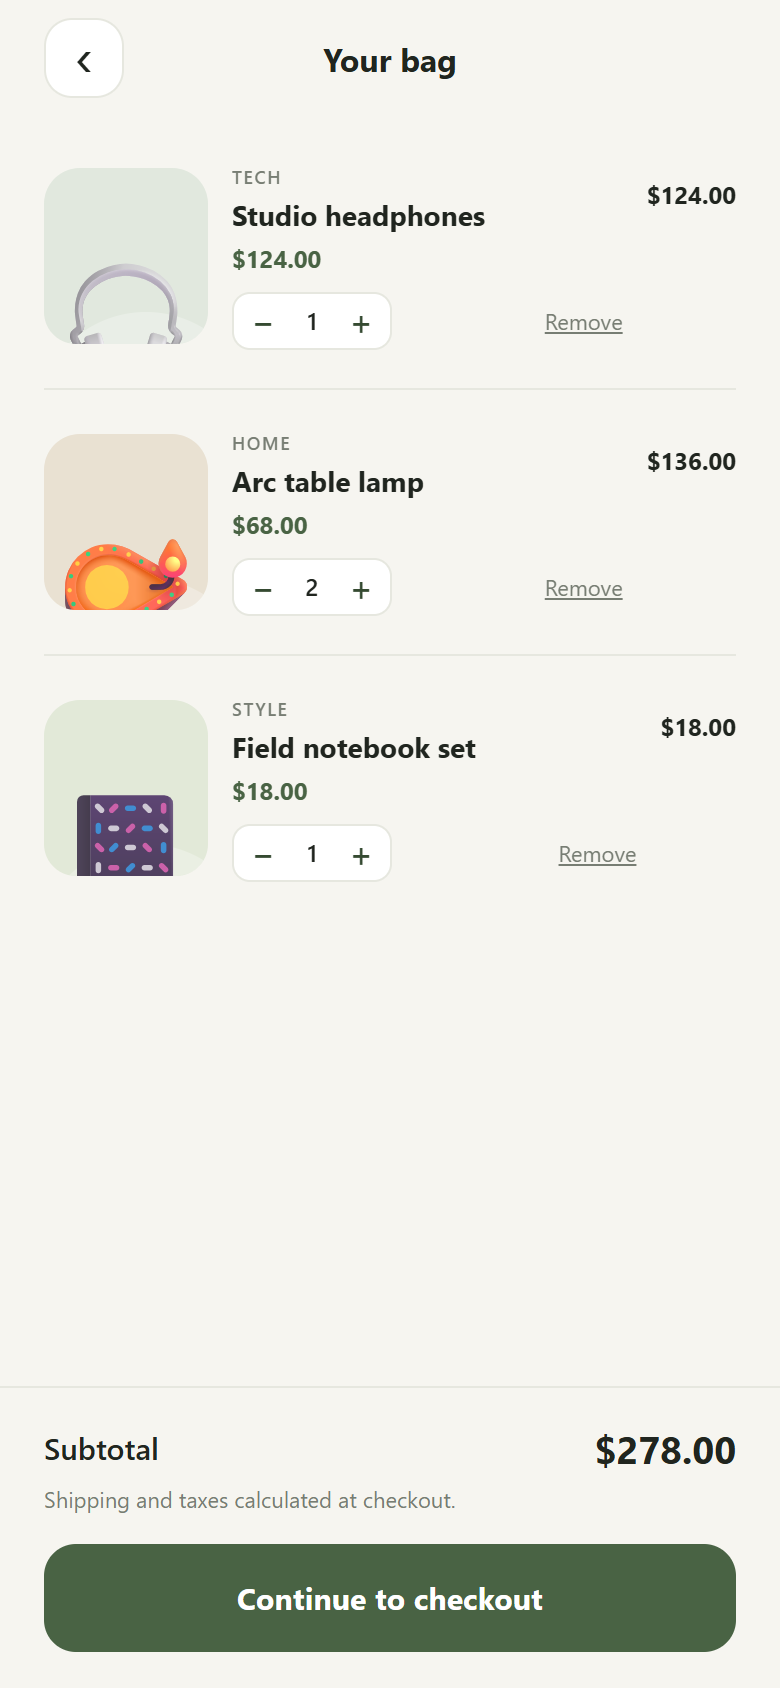 ‹
Your bag
TECH
Studio headphones
$124.00
$124.00
− 1 +
Remove
HOME
Arc table lamp
$136.00
$68.00
− 2 +
Remove
STYLE
Field notebook set
$18.00
$18.00
− 1 +
Remove
Subtotal
$278.00
Shipping and taxes calculated at checkout.
Continue to checkout